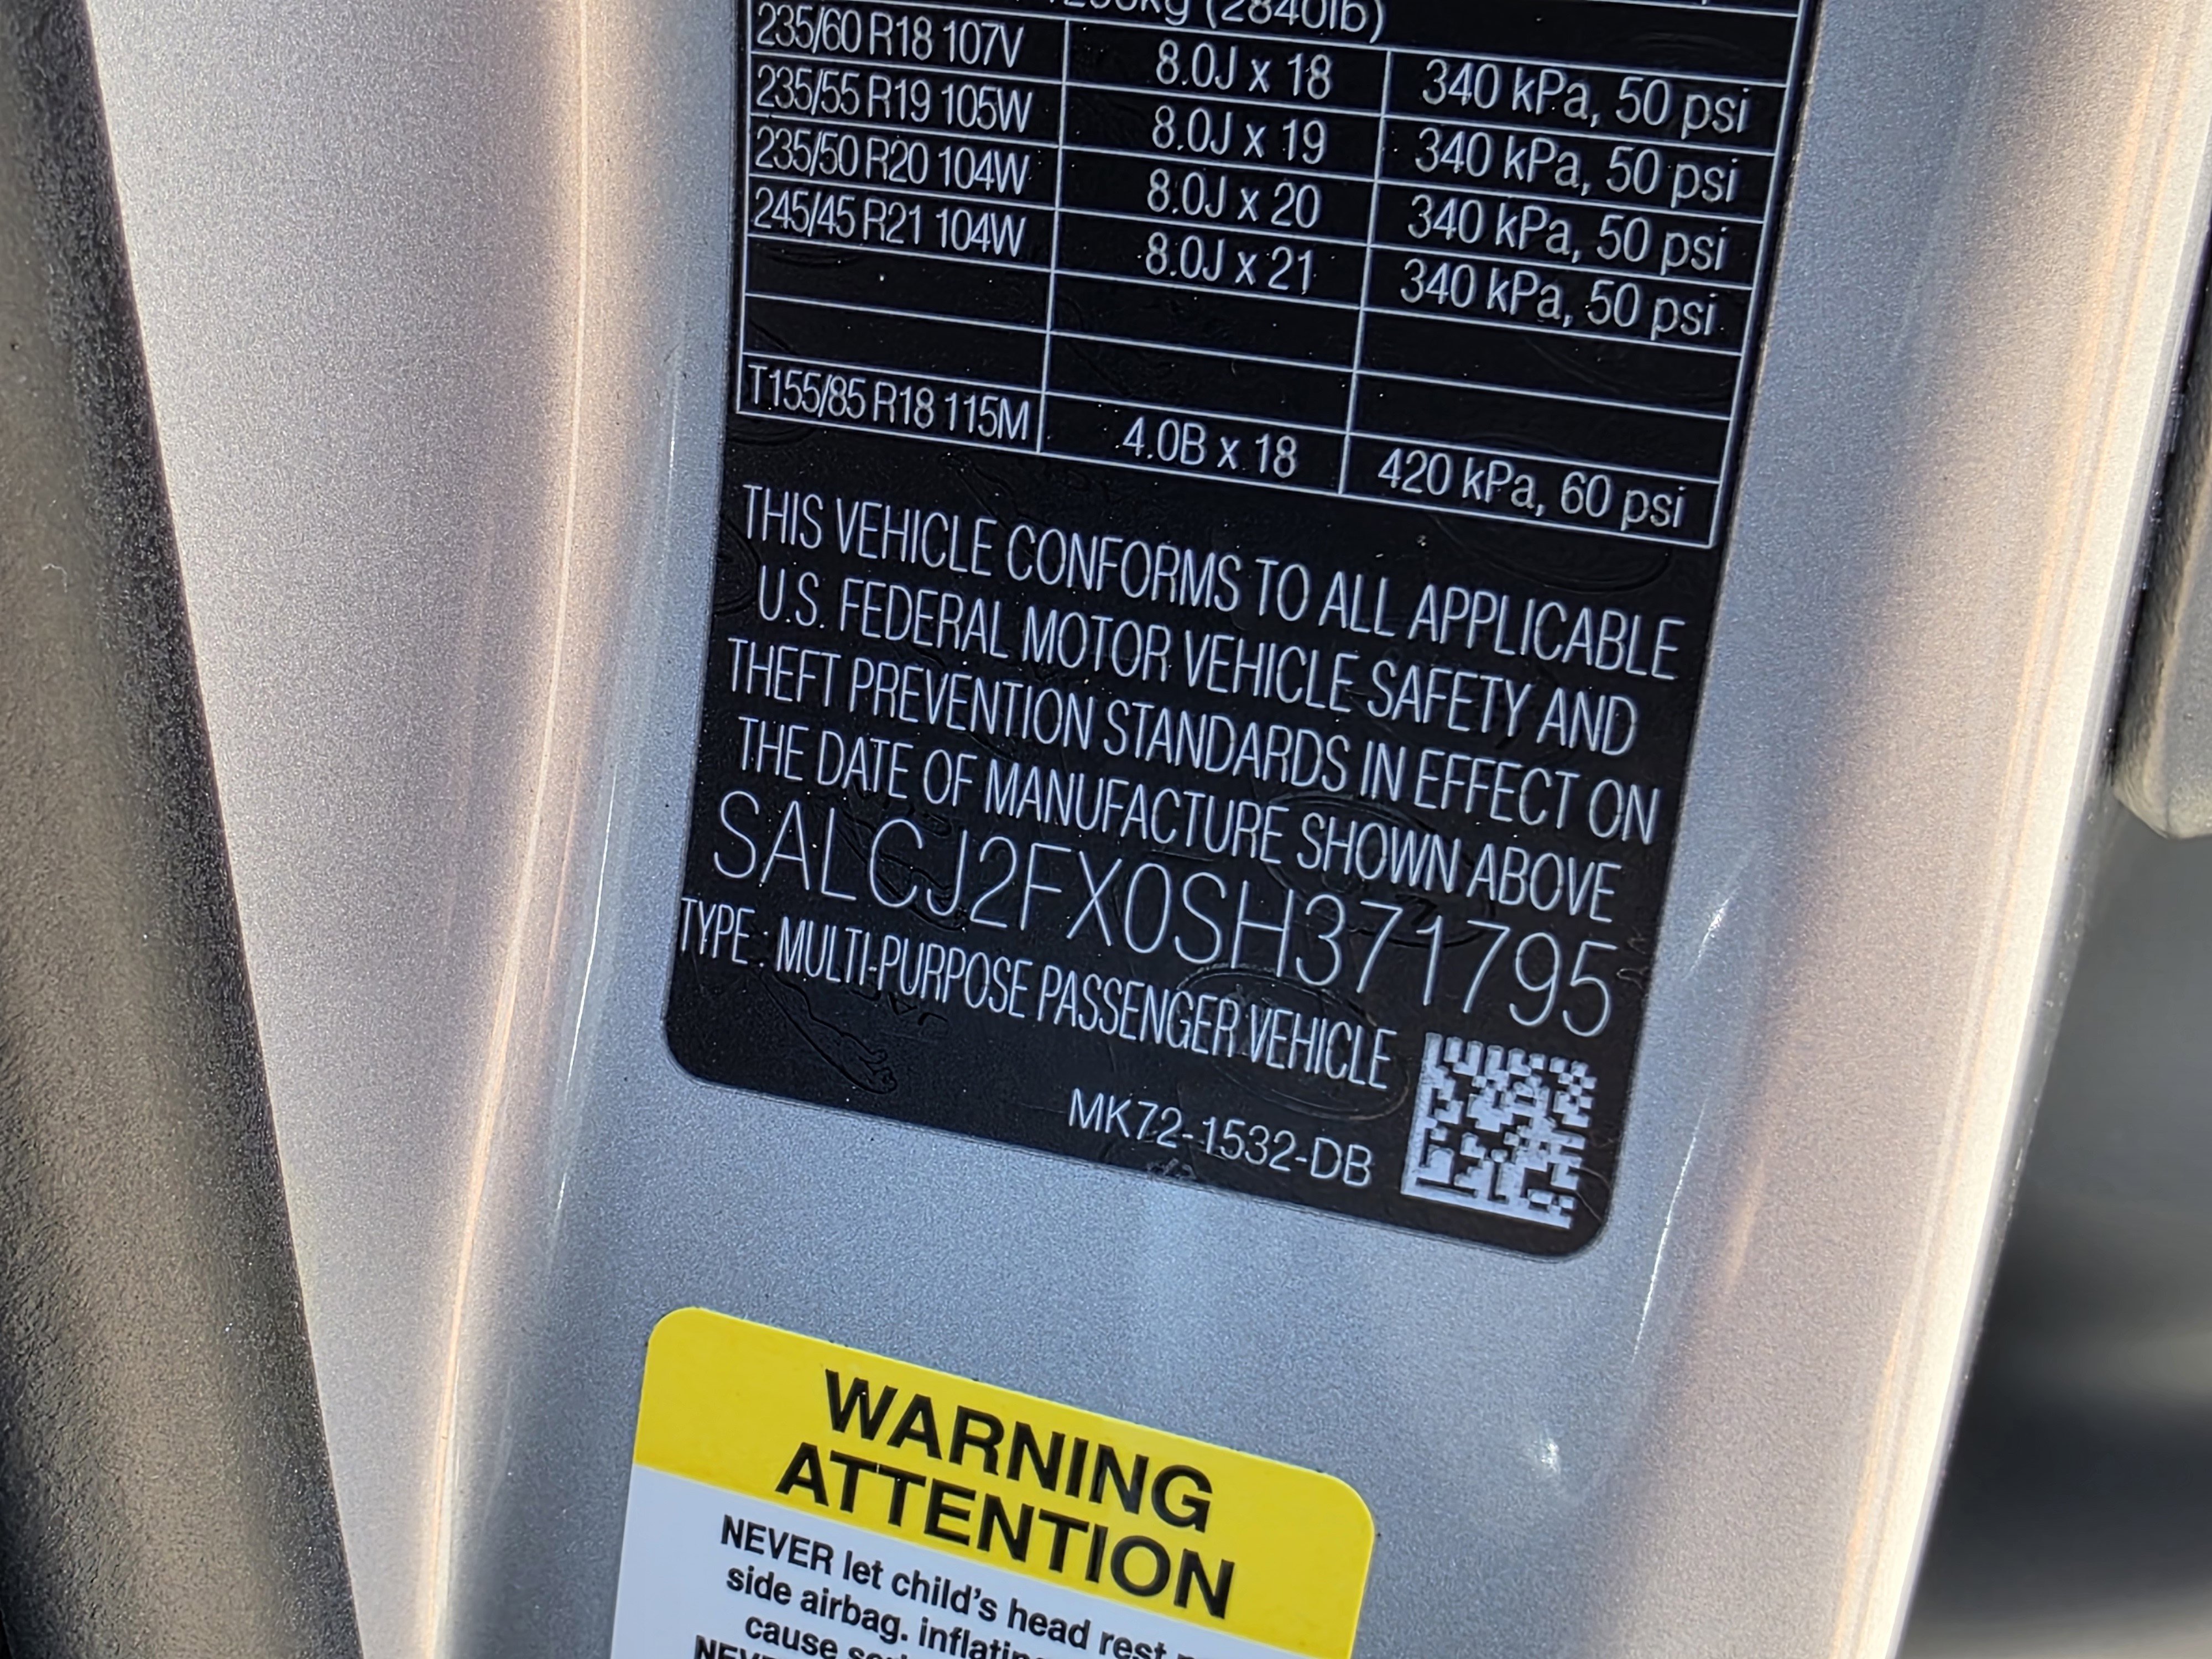 1290kg (2840lb)
235/60 R18 107V 8.0J x 18 340 kPa, 50 psi
235/55 R19 105W 8.0J x 19 340 kPa, 50 psi
235/50 R20 104W 8.0J x 20 340 kPa, 50 psi
245/45 R21 104W 8.0J x 21 340 kPa, 50 psi
T155/85 R18 115M 4.0B x 18 420 kPa, 60 psi
THIS VEHICLE CONFORMS TO ALL APPLICABLE
U.S. FEDERAL MOTOR VEHICLE SAFETY AND
THEFT PREVENTION STANDARDS IN EFFECT ON
THE DATE OF MANUFACTURE SHOWN ABOVE
SALCJ2FX0SH371795
TYPE : MULTI-PURPOSE PASSENGER VEHICLE
MK72-1532-DB
WARNING
ATTENTION
NEVER let child's head rest
side airbag. inflatin
cause
NEVE